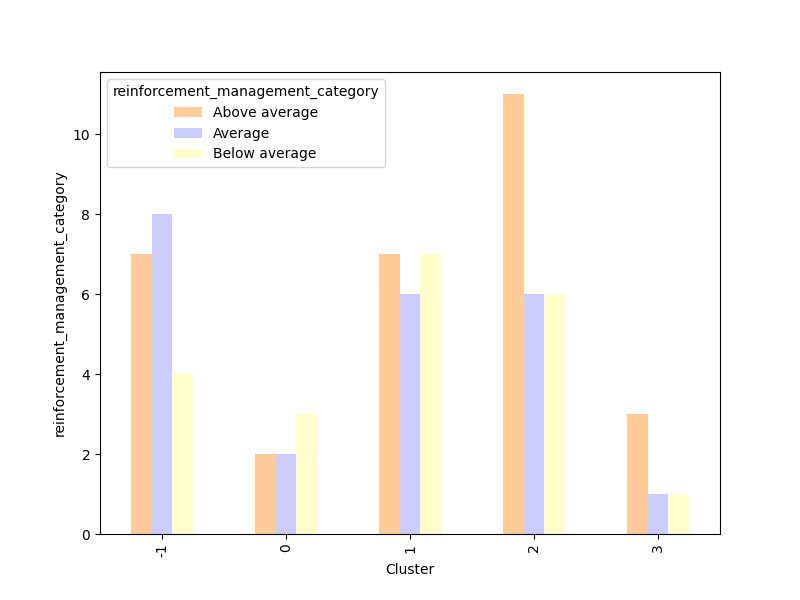 reinforcement_management_category
Above average
Average
Below average
reinforcement_management_category
10
8
6
4
2
0
-1
0
1
2
3
Cluster